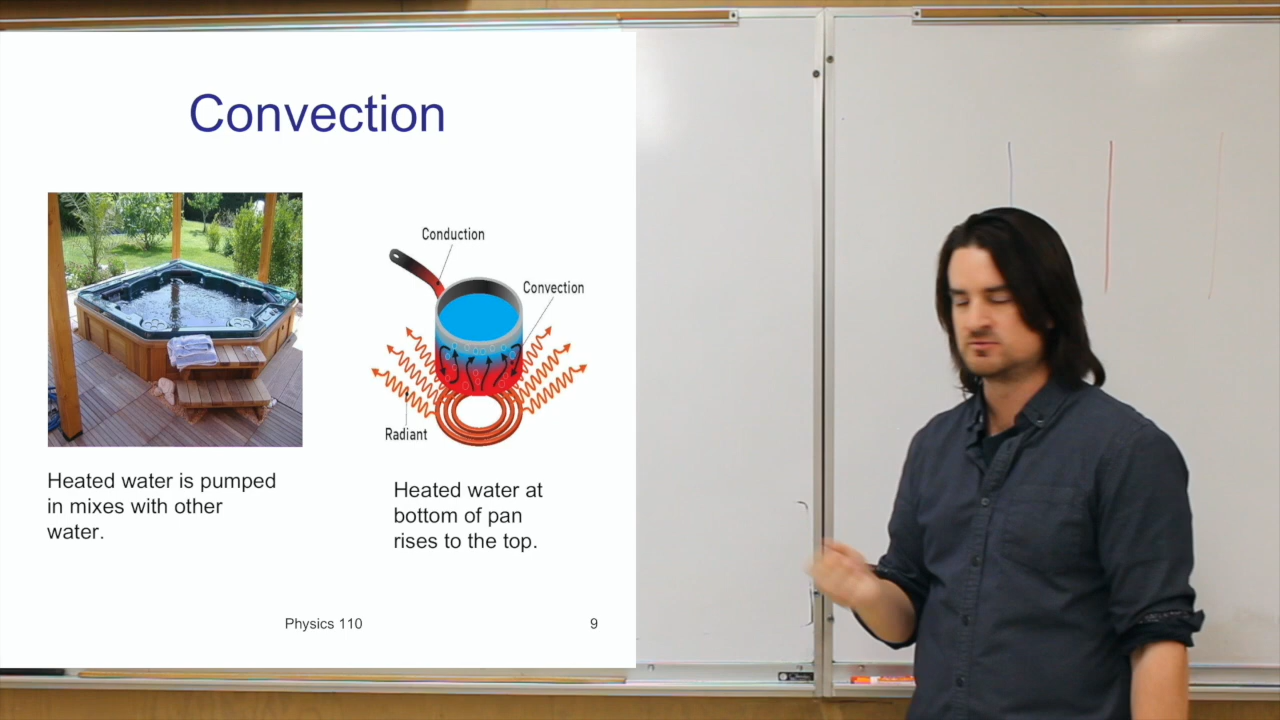 Convection
Conduction
Convection
Radiant
Heated water is pumped
in mixes with other
water.
Heated water at
bottom of pan
rises to the top.
Physics 110
9